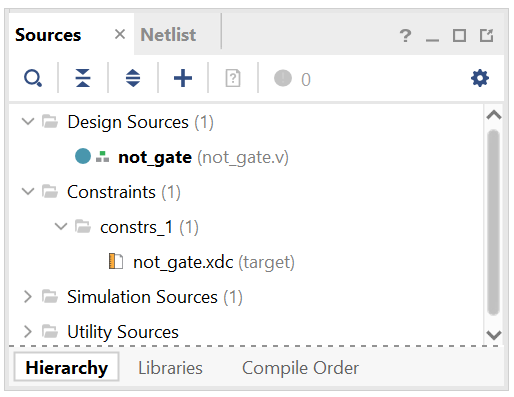 Sources × Netlist ?
0
Design Sources (1)
not_gate (not_gate.v)
Constraints (1)
constrs_1 (1)
not_gate.xdc (target)
Simulation Sources (1)
Utility Sources
Hierarchy Libraries Compile Order